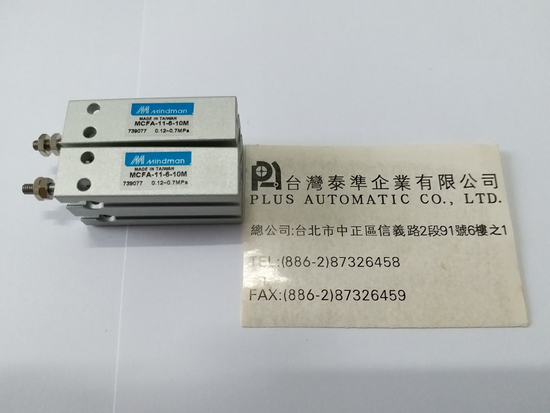 Mindman
MADE IN TAIWAN
MCFA-11-6-10M
739077 0.12~0.7MPa
Mindman
MADE IN TAIWAN
MCFA-11-6-10M
739077 0.12~0.7MPa
台灣泰準企業有限公司
PLUS AUTOMATIC CO., LTD.
總公司:台北市中正區信義路2段91號6樓之1
TEL:(886-2)87326458
FAX:(886-2)87326459